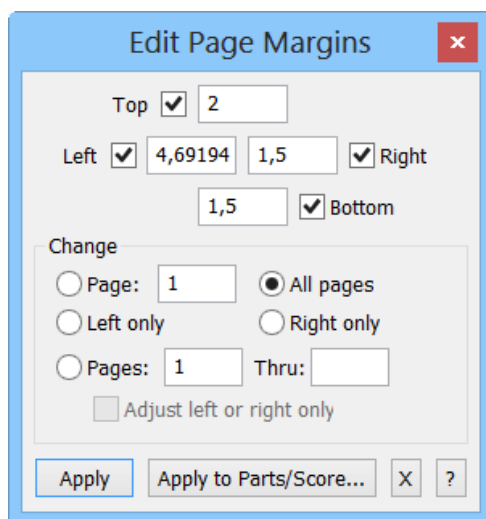 Edit Page Margins x
Top 2
Left 4,69194 1,5 Right
1,5 Bottom
Change
Page: 1 All pages
Left only Right only
Pages: 1 Thru:
Adjust left or right only
Apply Apply to Parts/Score... X ?